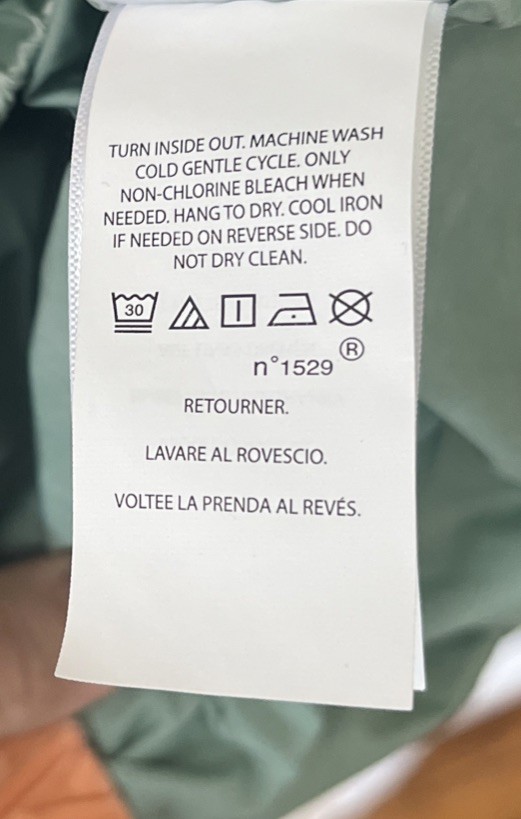 TURN INSIDE OUT. MACHINE WASH
COLD GENTLE CYCLE. ONLY
NON-CHLORINE BLEACH WHEN
NEEDED. HANG TO DRY. COOL IRON
IF NEEDED ON REVERSE SIDE. DO
NOT DRY CLEAN.
30
®
n°1529
RETOURNER.
LAVARE AL ROVESCIO.
VOLTEE LA PRENDA AL REVÉS.